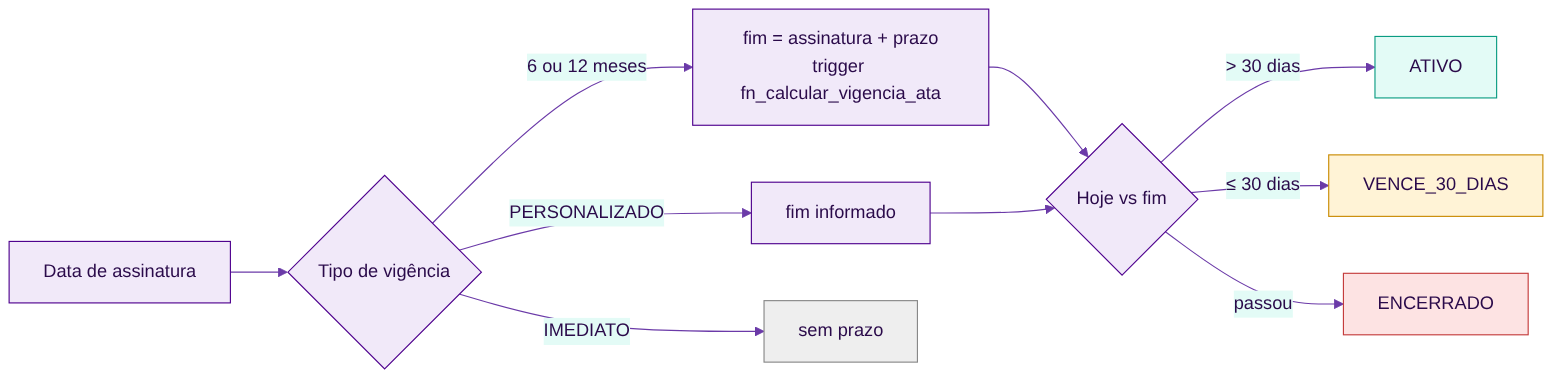 Data de assinatura
Tipo de vigência
6 ou 12 meses
fim = assinatura + prazo
trigger
fn_calcular_vigencia_ata
PERSONALIZADO
fim informado
IMEDIATO
sem prazo
Hoje vs fim
> 30 dias
ATIVO
≤ 30 dias
VENCE_30_DIAS
passou
ENCERRADO